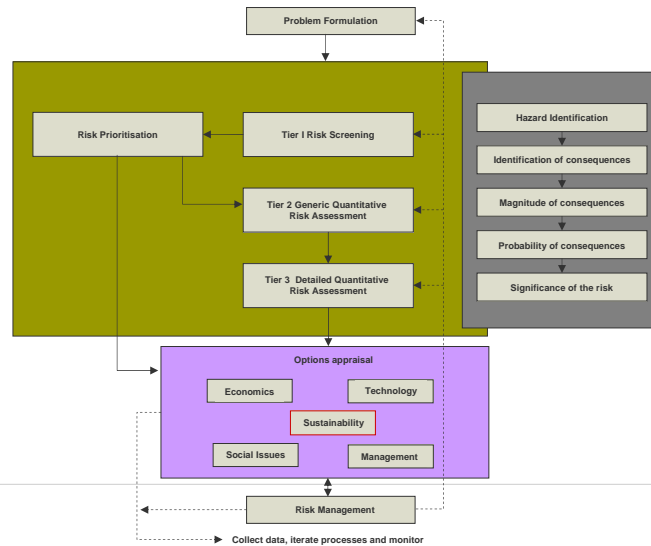 Problem Formulation
Risk Prioritisation
Tier I Risk Screening
Tier 2 Generic Quantitative
Risk Assessment
Tier 3 Detailed Quantitative
Risk Assessment
Hazard Identification
Identification of consequences
Magnitude of consequences
Probability of consequences
Significance of the risk
Options appraisal
Economics
Technology
Sustainability
Social Issues
Management
Risk Management
Collect data, iterate processes and monitor